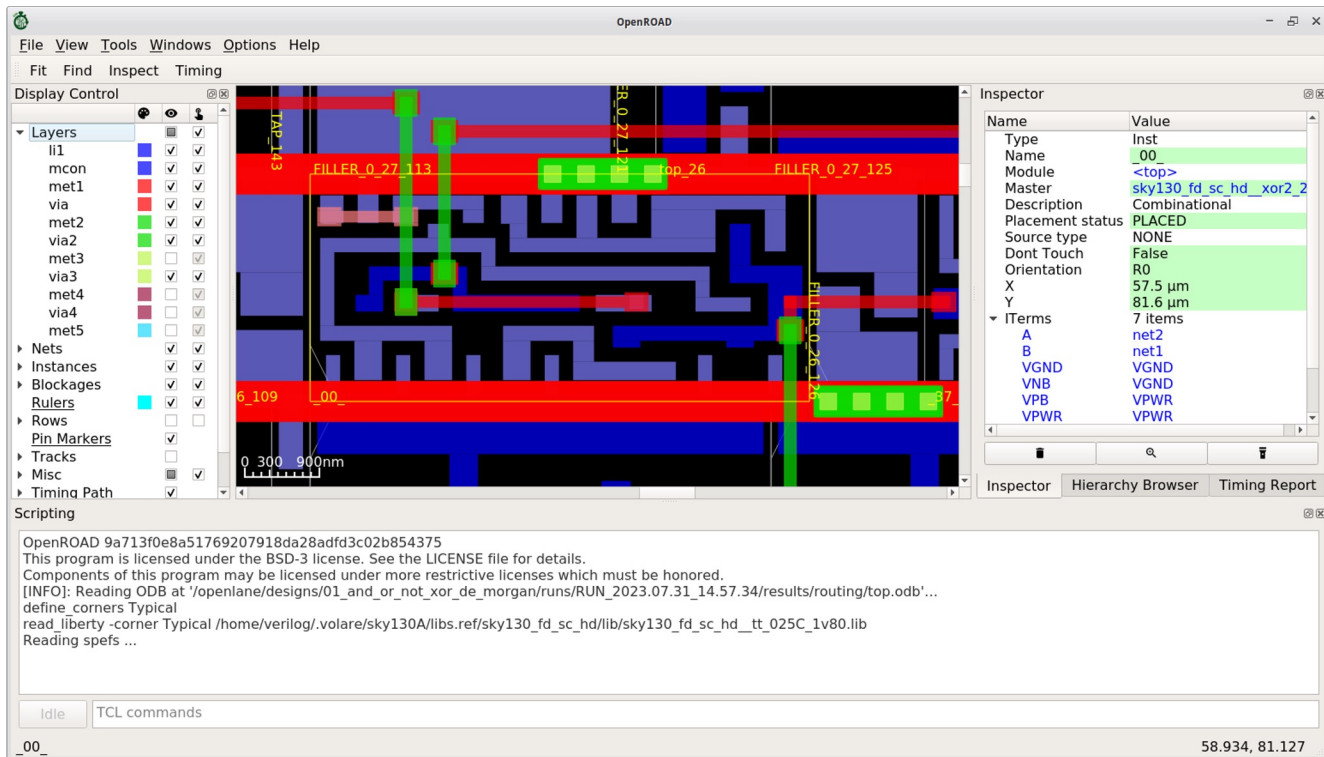 OpenROAD
File View Tools Windows Options Help
Fit Find Inspect Timing
Display Control
Layers
li1
mcon
met1
via
met2
via2
met3
via3
met4
via4
met5
Nets
Instances
Blockages
Rulers
Rows
Pin Markers
Tracks
Misc
Timing Path
TAP_143
ER_0_27_121
FILLER_0_27_113
top_26
FILLER_0_27_125
FILLER_0_26_126
6_109
_00_
_37_
0 300 900nm
Inspector
Name Value
Type Inst
Name _00_
Module <top>
Master sky130_fd_sc_hd__xor2_2
Description Combinational
Placement status PLACED
Source type NONE
Dont Touch False
Orientation R0
X 57.5 μm
Y 81.6 μm
ITerms 7 items
A net2
B net1
VGND VGND
VNB VGND
VPB VPWR
VPWR VPWR
Inspector Hierarchy Browser Timing Report
Scripting
OpenROAD 9a713f0e8a51769207918da28adfd3c02b854375
This program is licensed under the BSD-3 license. See the LICENSE file for details.
Components of this program may be licensed under more restrictive licenses which must be honored.
[INFO]: Reading ODB at '/openlane/designs/01_and_or_not_xor_de_morgan/runs/RUN_2023.07.31_14.57.34/results/routing/top.odb'…
define_corners Typical
read_liberty -corner Typical /home/verilog/.volare/sky130A/libs.ref/sky130_fd_sc_hd/lib/sky130_fd_sc_hd__tt_025C_1v80.lib
Reading spefs …
Idle TCL commands
_00_ 58.934, 81.127